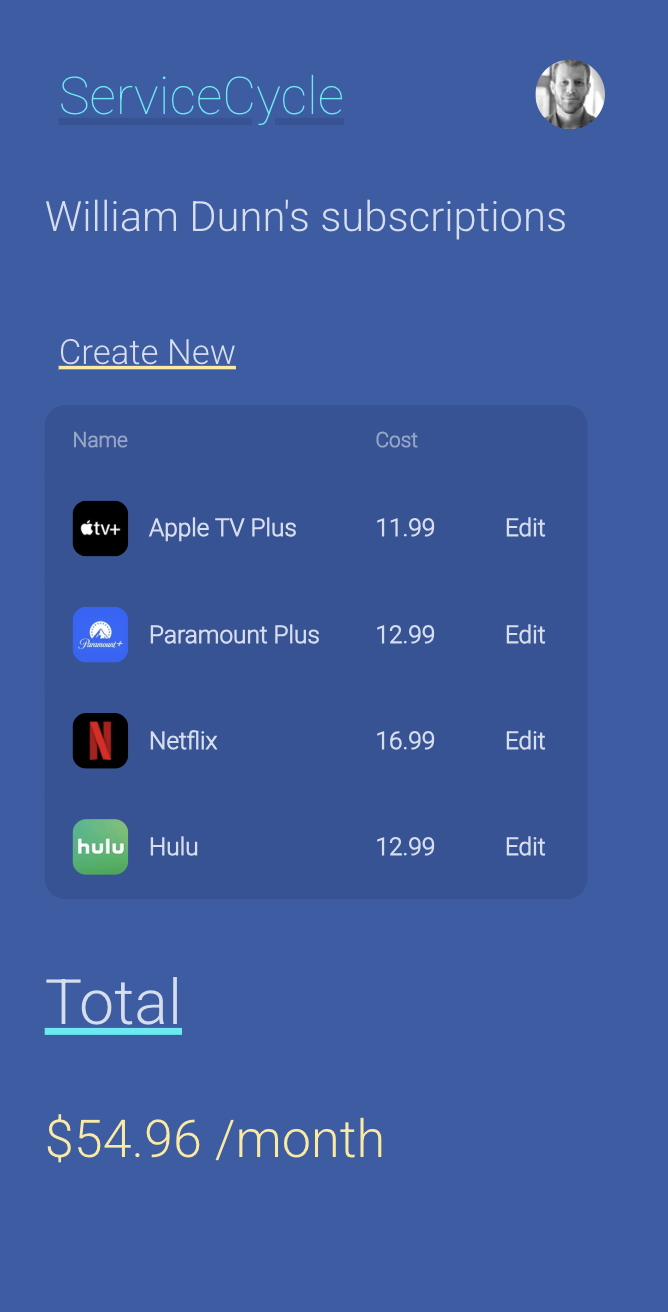 ServiceCycle
William Dunn's subscriptions
Create New
Name Cost
tv+ Apple TV Plus 11.99 Edit
Paramount+ Paramount Plus 12.99 Edit
N Netflix 16.99 Edit
hulu Hulu 12.99 Edit
Total
$54.96 /month